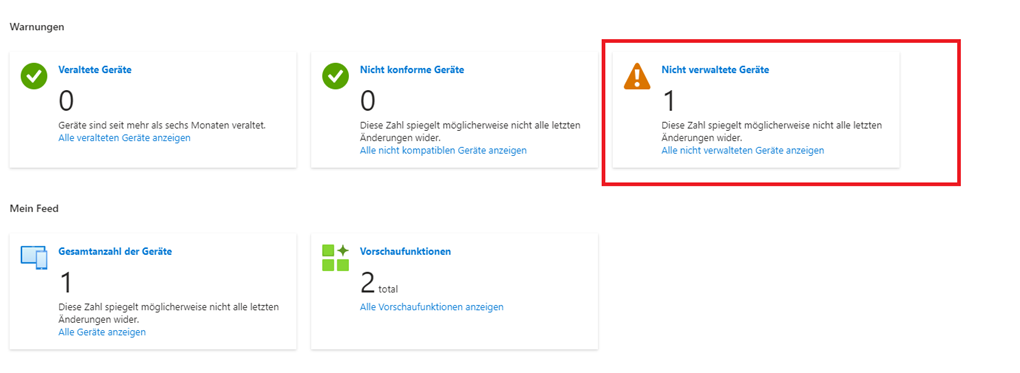 Warnungen
Veraltete Geräte
0
Geräte sind seit mehr als sechs Monaten veraltet.
Alle veralteten Geräte anzeigen
Nicht konforme Geräte
0
Diese Zahl spiegelt möglicherweise nicht alle letzten
Änderungen wider.
Alle nicht kompatiblen Geräte anzeigen
Nicht verwaltete Geräte
1
Diese Zahl spiegelt möglicherweise nicht alle letzten
Änderungen wider.
Alle nicht verwalteten Geräte anzeigen
Mein Feed
Gesamtanzahl der Geräte
1
Diese Zahl spiegelt möglicherweise nicht alle letzten
Änderungen wider.
Alle Geräte anzeigen
Vorschaufunktionen
2 total
Alle Vorschaufunktionen anzeigen